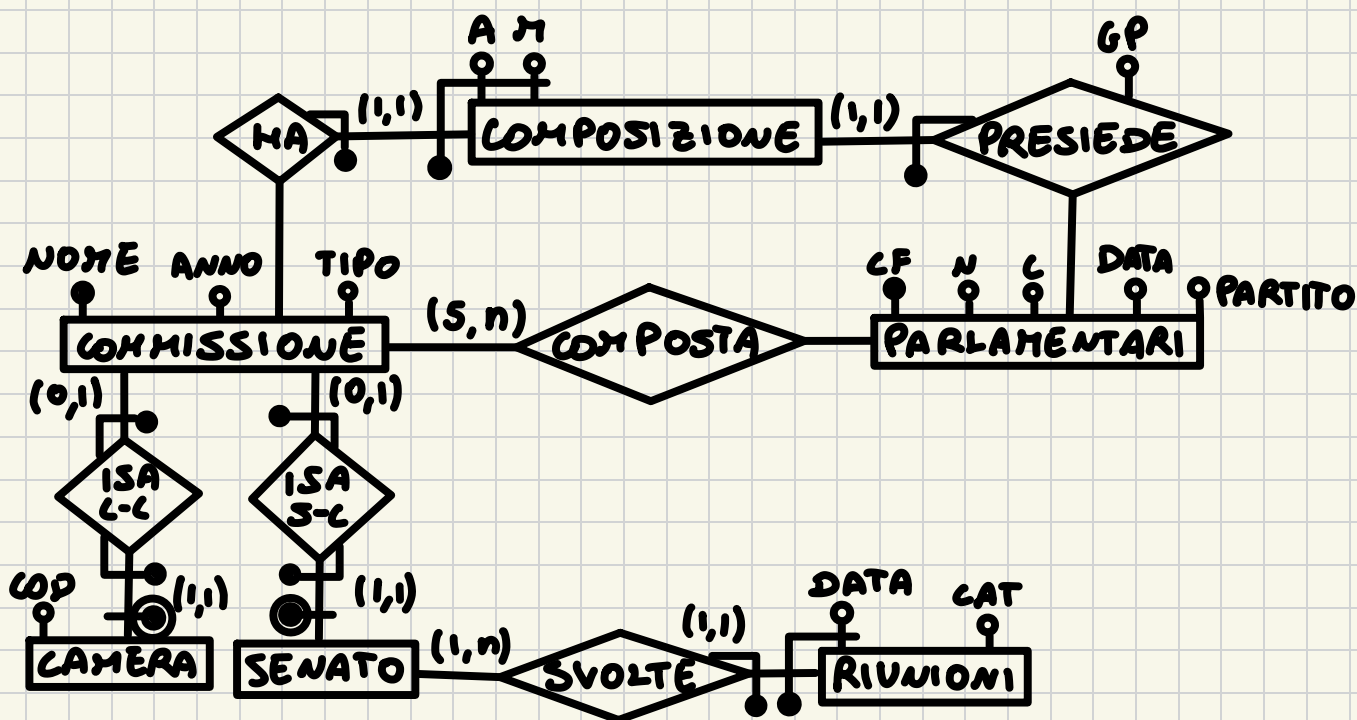 A M
GP
HA
(1,1)
COMPOSIZIONE
(1,1)
PRESIEDE
NOME ANNO TIPO
CF N C DATA PARTITO
COMMISSIONE
(5,n)
COMPOSTA
PARLAMENTARI
(0,1)
(0,1)
ISA
C-C
ISA
S-C
COD
(1,1)
(1,1)
DATA CAT
CAMERA
SENATO
(1,n)
SVOLTE
(1,1)
RIUNIONI